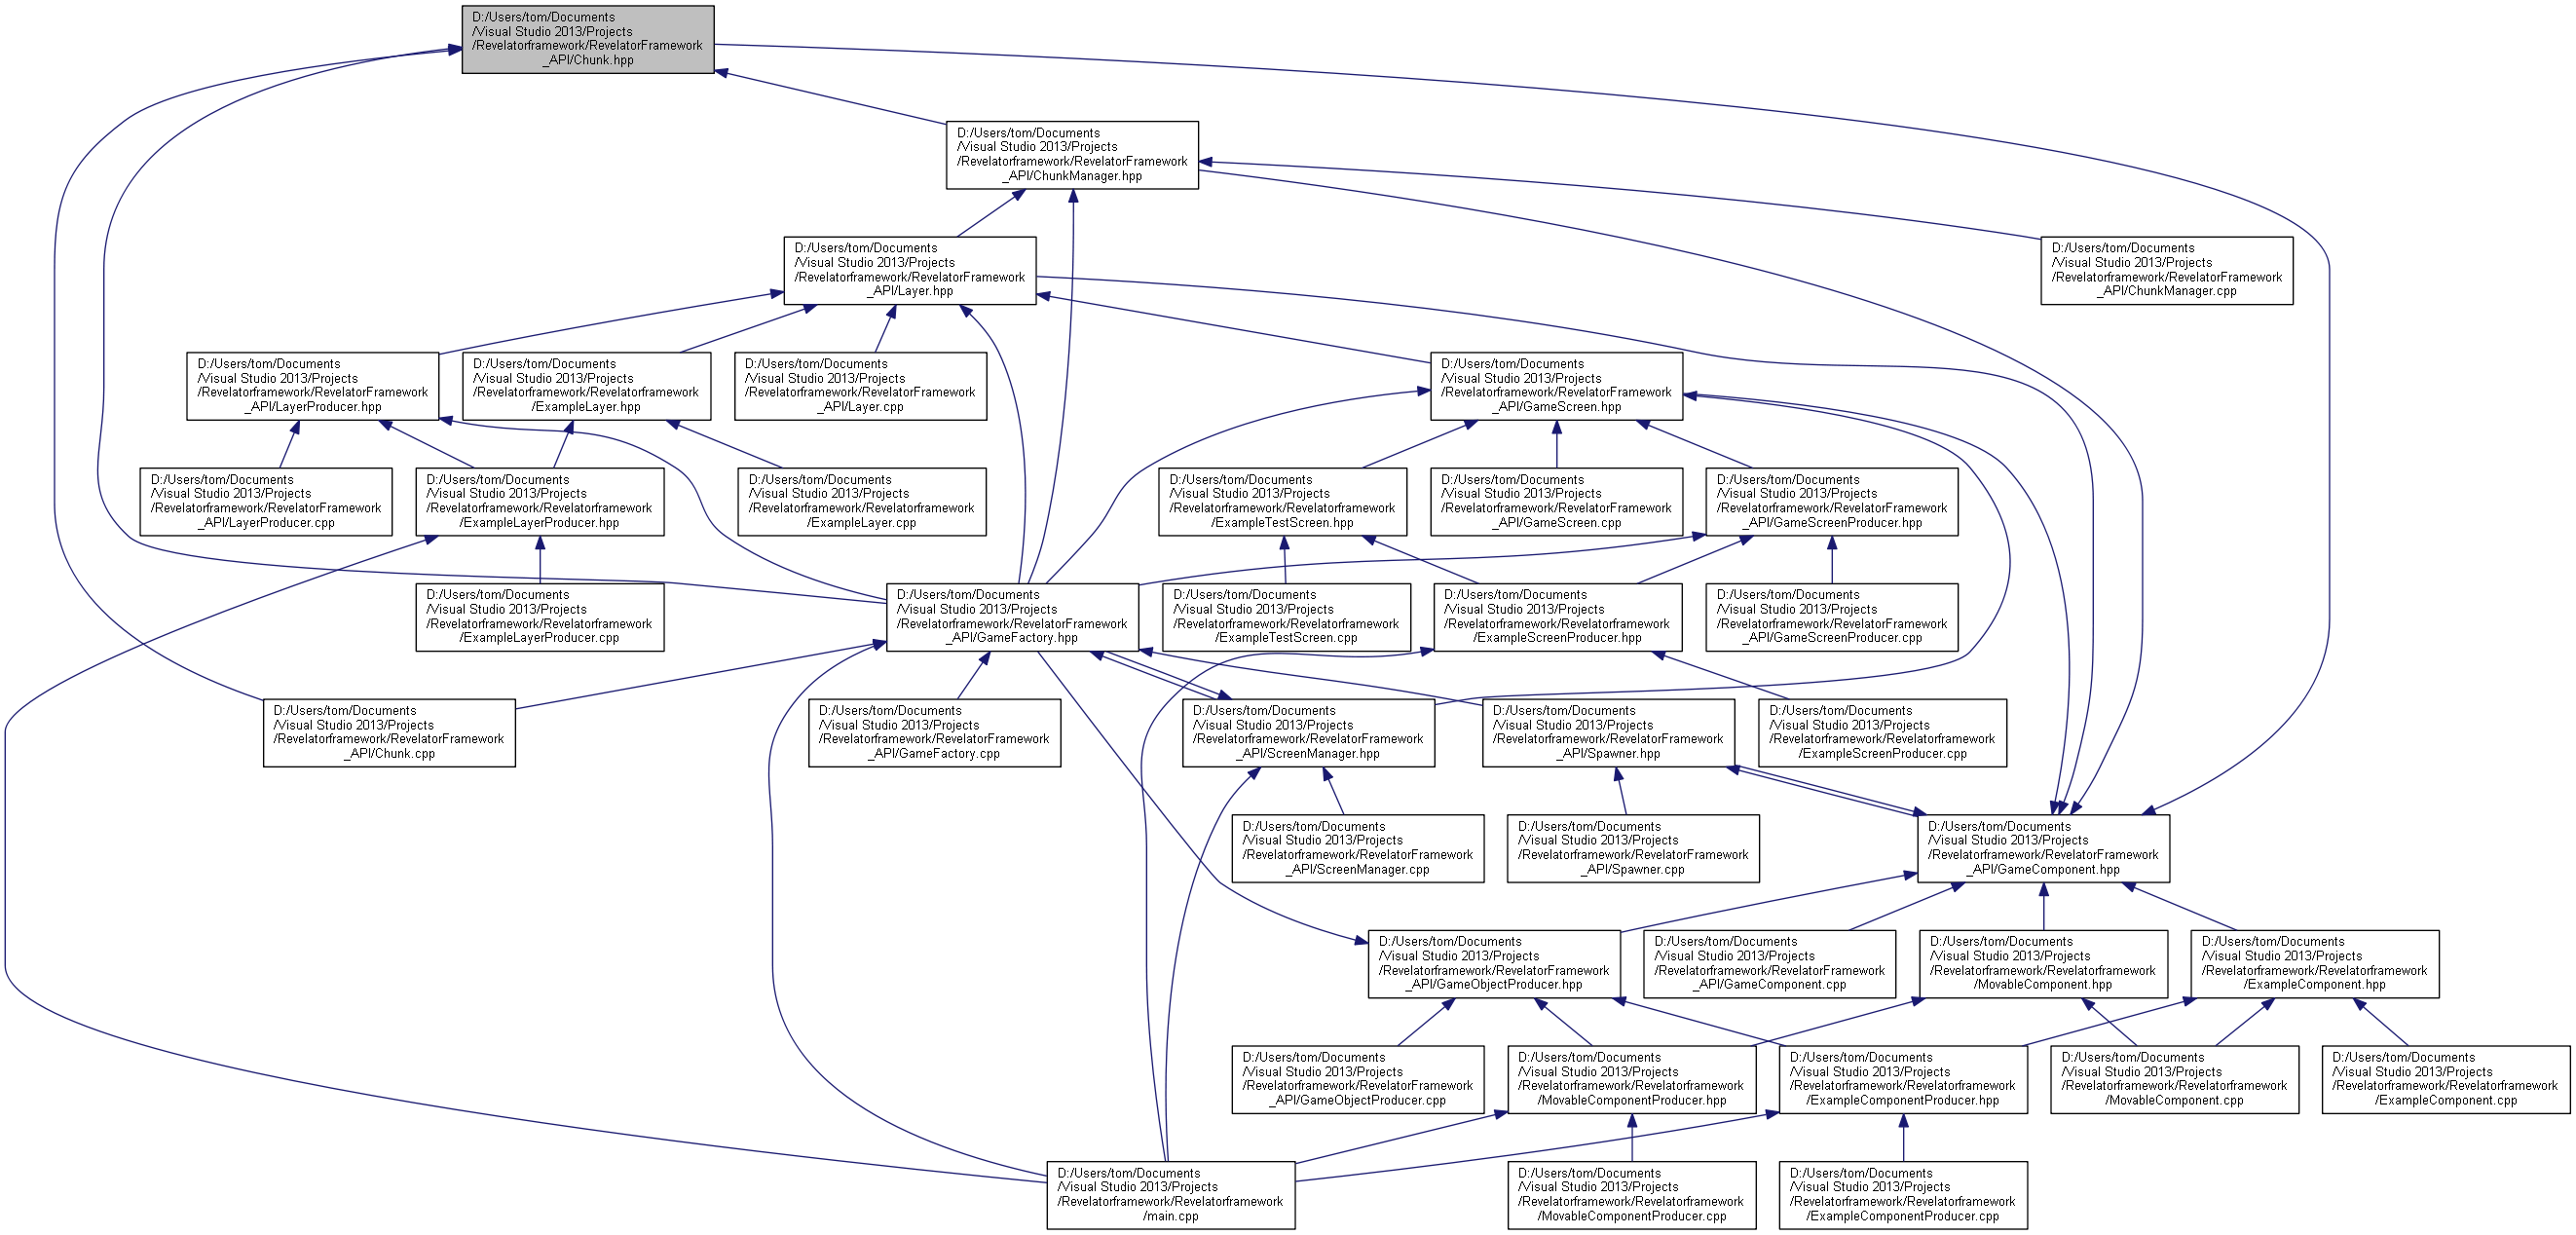 D:/Users/tom/Documents
/Visual Studio 2013/Projects
/Revelatorframework/RevelatorFramework
_API/Chunk.hpp
D:/Users/tom/Documents
/Visual Studio 2013/Projects
/Revelatorframework/RevelatorFramework
_API/ChunkManager.hpp
D:/Users/tom/Documents
/Visual Studio 2013/Projects
/Revelatorframework/RevelatorFramework
_API/Layer.hpp
D:/Users/tom/Documents
/Visual Studio 2013/Projects
/Revelatorframework/RevelatorFramework
_API/ChunkManager.cpp
D:/Users/tom/Documents
/Visual Studio 2013/Projects
/Revelatorframework/RevelatorFramework
_API/LayerProducer.hpp
D:/Users/tom/Documents
/Visual Studio 2013/Projects
/Revelatorframework/Revelatorframework
/ExampleLayer.hpp
D:/Users/tom/Documents
/Visual Studio 2013/Projects
/Revelatorframework/RevelatorFramework
_API/Layer.cpp
D:/Users/tom/Documents
/Visual Studio 2013/Projects
/Revelatorframework/RevelatorFramework
_API/GameScreen.hpp
D:/Users/tom/Documents
/Visual Studio 2013/Projects
/Revelatorframework/RevelatorFramework
_API/LayerProducer.cpp
D:/Users/tom/Documents
/Visual Studio 2013/Projects
/Revelatorframework/Revelatorframework
/ExampleLayerProducer.hpp
D:/Users/tom/Documents
/Visual Studio 2013/Projects
/Revelatorframework/Revelatorframework
/ExampleLayer.cpp
D:/Users/tom/Documents
/Visual Studio 2013/Projects
/Revelatorframework/Revelatorframework
/ExampleTestScreen.hpp
D:/Users/tom/Documents
/Visual Studio 2013/Projects
/Revelatorframework/RevelatorFramework
_API/GameScreen.cpp
D:/Users/tom/Documents
/Visual Studio 2013/Projects
/Revelatorframework/RevelatorFramework
_API/GameScreenProducer.hpp
D:/Users/tom/Documents
/Visual Studio 2013/Projects
/Revelatorframework/Revelatorframework
/ExampleLayerProducer.cpp
D:/Users/tom/Documents
/Visual Studio 2013/Projects
/Revelatorframework/RevelatorFramework
_API/GameFactory.hpp
D:/Users/tom/Documents
/Visual Studio 2013/Projects
/Revelatorframework/Revelatorframework
/ExampleTestScreen.cpp
D:/Users/tom/Documents
/Visual Studio 2013/Projects
/Revelatorframework/Revelatorframework
/ExampleScreenProducer.hpp
D:/Users/tom/Documents
/Visual Studio 2013/Projects
/Revelatorframework/RevelatorFramework
_API/GameScreenProducer.cpp
D:/Users/tom/Documents
/Visual Studio 2013/Projects
/Revelatorframework/RevelatorFramework
_API/Chunk.cpp
D:/Users/tom/Documents
/Visual Studio 2013/Projects
/Revelatorframework/RevelatorFramework
_API/GameFactory.cpp
D:/Users/tom/Documents
/Visual Studio 2013/Projects
/Revelatorframework/RevelatorFramework
_API/ScreenManager.hpp
D:/Users/tom/Documents
/Visual Studio 2013/Projects
/Revelatorframework/RevelatorFramework
_API/Spawner.hpp
D:/Users/tom/Documents
/Visual Studio 2013/Projects
/Revelatorframework/Revelatorframework
/ExampleScreenProducer.cpp
D:/Users/tom/Documents
/Visual Studio 2013/Projects
/Revelatorframework/RevelatorFramework
_API/ScreenManager.cpp
D:/Users/tom/Documents
/Visual Studio 2013/Projects
/Revelatorframework/RevelatorFramework
_API/Spawner.cpp
D:/Users/tom/Documents
/Visual Studio 2013/Projects
/Revelatorframework/RevelatorFramework
_API/GameComponent.hpp
D:/Users/tom/Documents
/Visual Studio 2013/Projects
/Revelatorframework/RevelatorFramework
_API/GameObjectProducer.hpp
D:/Users/tom/Documents
/Visual Studio 2013/Projects
/Revelatorframework/RevelatorFramework
_API/GameComponent.cpp
D:/Users/tom/Documents
/Visual Studio 2013/Projects
/Revelatorframework/Revelatorframework
/MovableComponent.hpp
D:/Users/tom/Documents
/Visual Studio 2013/Projects
/Revelatorframework/Revelatorframework
/ExampleComponent.hpp
D:/Users/tom/Documents
/Visual Studio 2013/Projects
/Revelatorframework/RevelatorFramework
_API/GameObjectProducer.cpp
D:/Users/tom/Documents
/Visual Studio 2013/Projects
/Revelatorframework/Revelatorframework
/MovableComponentProducer.hpp
D:/Users/tom/Documents
/Visual Studio 2013/Projects
/Revelatorframework/Revelatorframework
/ExampleComponentProducer.hpp
D:/Users/tom/Documents
/Visual Studio 2013/Projects
/Revelatorframework/Revelatorframework
/MovableComponent.cpp
D:/Users/tom/Documents
/Visual Studio 2013/Projects
/Revelatorframework/Revelatorframework
/ExampleComponent.cpp
D:/Users/tom/Documents
/Visual Studio 2013/Projects
/Revelatorframework/Revelatorframework
/main.cpp
D:/Users/tom/Documents
/Visual Studio 2013/Projects
/Revelatorframework/Revelatorframework
/MovableComponentProducer.cpp
D:/Users/tom/Documents
/Visual Studio 2013/Projects
/Revelatorframework/Revelatorframework
/ExampleComponentProducer.cpp